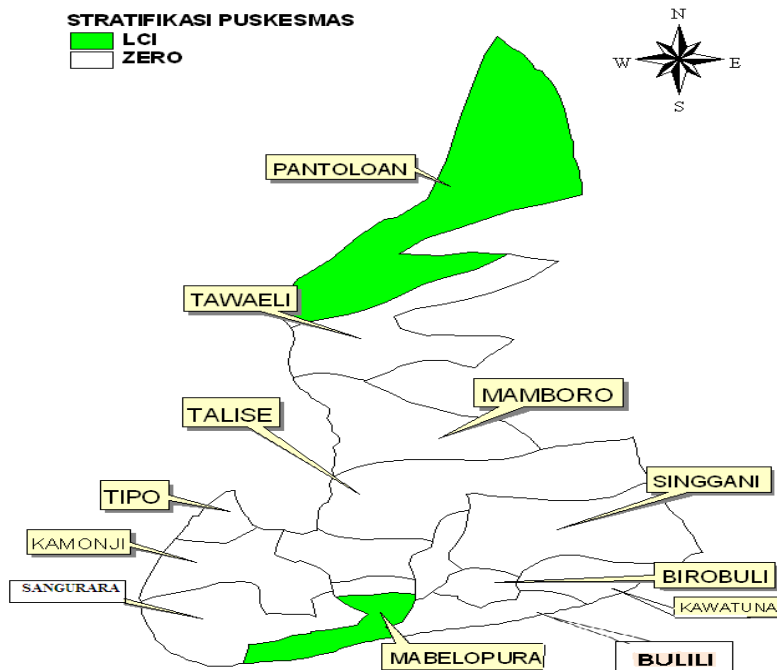 STRATIFIKASI PUSKESMAS
LCI
ZERO
N
W
E
S
PANTOLOAN
TAWAELI
MAMBORO
TALISE
SINGGANI
TIPO
KAMONJI
BIROBULI
SANGURARA
KAWATUNA
MABELOPURA
BULILI